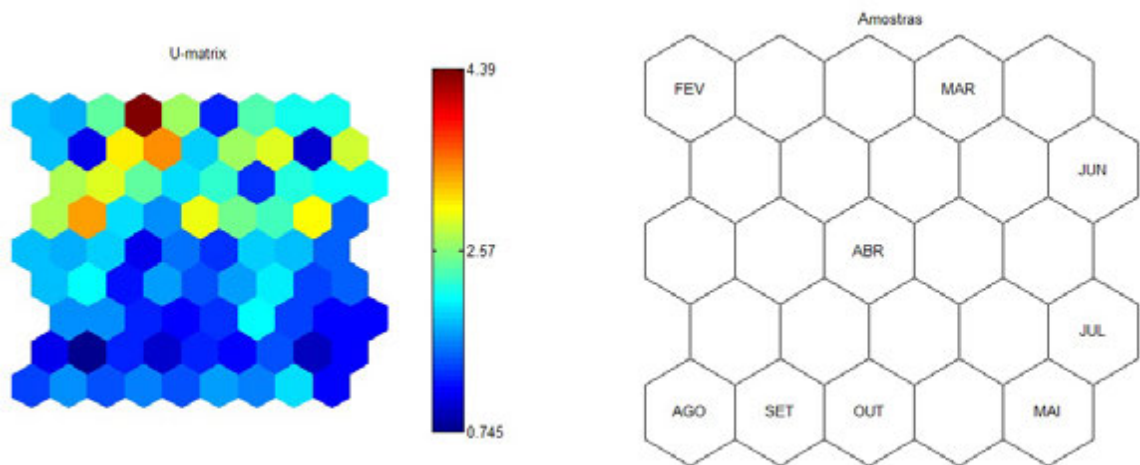 U-matrix
4.39
2.57
0.745
Amostras
FEV
MAR
JUN
ABR
JUL
AGO
SET
OUT
MAI